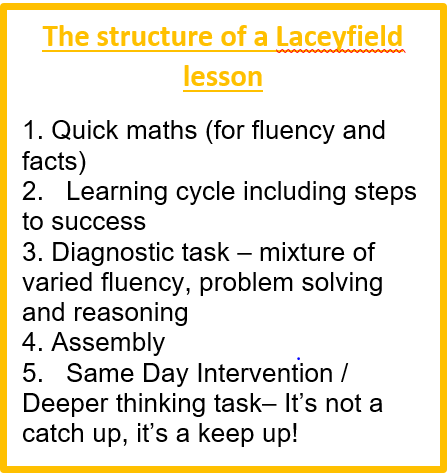 The structure of a Laceyfield
lesson
1. Quick maths (for fluency and
facts)
2.   Learning cycle including steps
to success
3. Diagnostic task – mixture of
varied fluency, problem solving
and reasoning
4. Assembly
5.   Same Day Intervention /
Deeper thinking task– It’s not a
catch up, it’s a keep up!